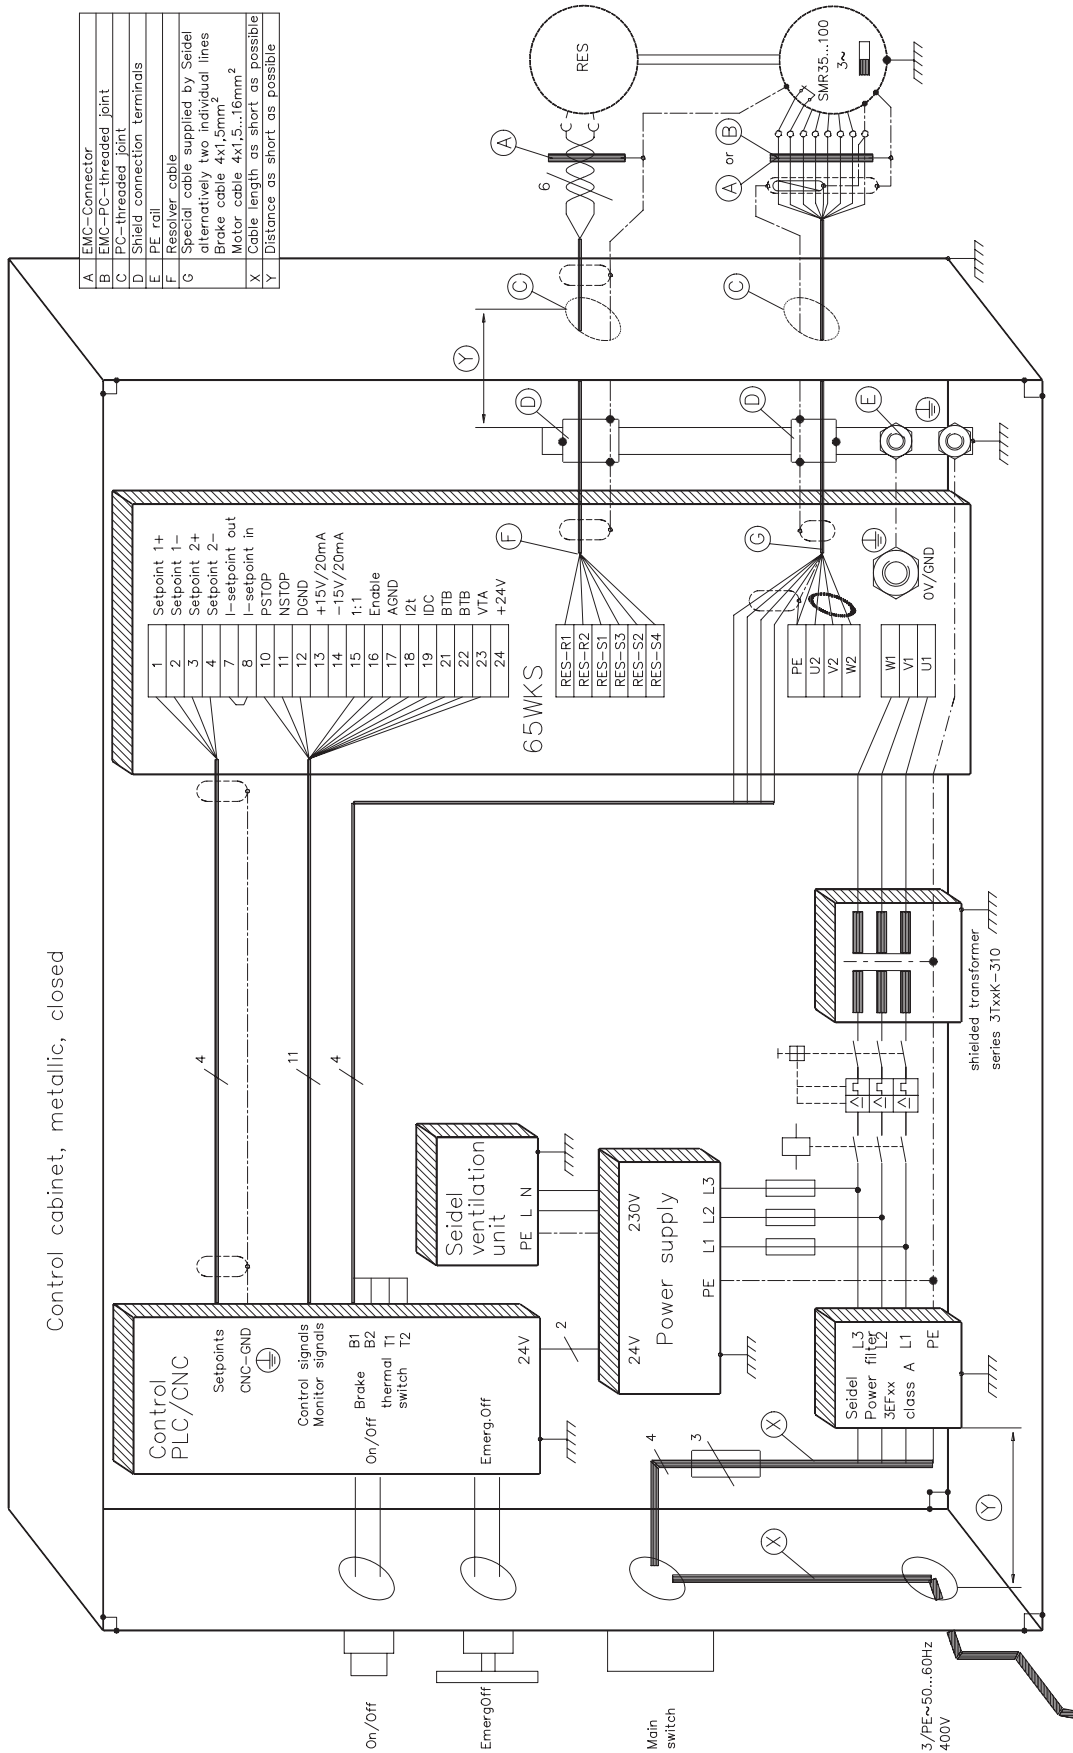 Control cabinet, metallic, closed
A EMC-Connector
B EMC-PC-threaded joint
C PC-threaded joint
D Shield connection terminals
E PE rail
F Resolver cable
G Special cable supplied by Seidel
alternatively two individual lines
Brake cable 4x1,5mm²
Motor cable 4x1,5...16mm²
X Cable length as short as possible
Y Distance as short as possible
Control
PLC/CNC
Setpoints
CNC-GND
Control signals
Monitor signals
Brake B1
B2
thermal T1
switch T2
On/Off
Emerg.Off
24V
On/Off
EmergOff
Main
switch
3/PE~50...60Hz
400V
4
11
4
Seidel
ventilation
unit
PE L N
230V
24V
Power supply
PE L1 L2 L3
2
Seidel
Power filter
3EFxx
class A
L3
L2
L1
PE
4
3
X
X
Y
shielded transformer
series 3TxxK-310
65WKS
1 Setpoint 1+
2 Setpoint 1-
3 Setpoint 2+
4 Setpoint 2-
7 I-setpoint out
8 I-setpoint in
10 PSTOP
11 NSTOP
12 DGND
13 +15V/20mA
14 -15V/20mA
15 1:1
16 Enable
17 AGND
18 I2t
19 IDC
21 BTB
22 BTB
23 VTA
24 +24V
RES-R1
RES-R2
RES-S1
RES-S3
RES-S2
RES-S4
PE
U2
V2
W2
W1
V1
U1
0V/GND
F
G
D
D
E
Y
C
C
6
A
A or B
RES
SMR35...100
3~